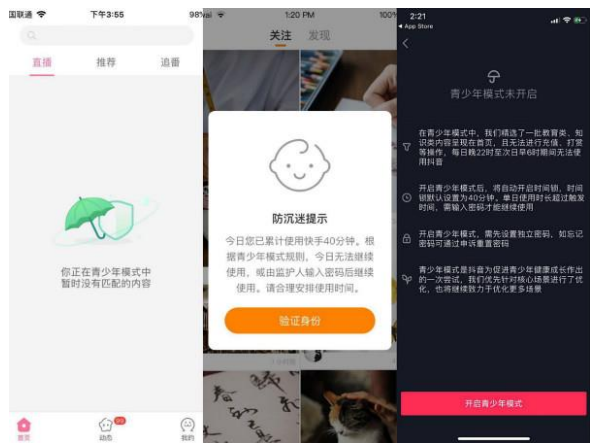 国联通
下午3:55
98%
直播
推荐
追番
你正在青少年模式中
暂时没有匹配的内容
首页
动态
我的
1:20 PM
100%
关注
发现
防沉迷提示
今日您已累计使用快手40分钟。根
据青少年模式规则,今日无法继续
使用,或由监护人输入密码后继续
使用。请合理安排使用时间。
验证身份
2:21
App Store
青少年模式未开启
在青少年模式中,我们精选了一批教育类、知
识类内容呈现在首页,且无法进行充值、打赏
等操作,每日晚22时至次日早6时期间无法使
用抖音
开启青少年模式后,将自动开启时间锁,时间
锁默认设置为40分钟。单日使用时长超过触发
时间,需输入密码才能继续使用
开启青少年模式,需先设置独立密码,如忘记
密码可通过申诉重置密码
青少年模式是抖音为促进青少年健康成长作出
的一次尝试,我们优先针对核心场景进行了优
化,也将继续致力于优化更多场景
开启青少年模式